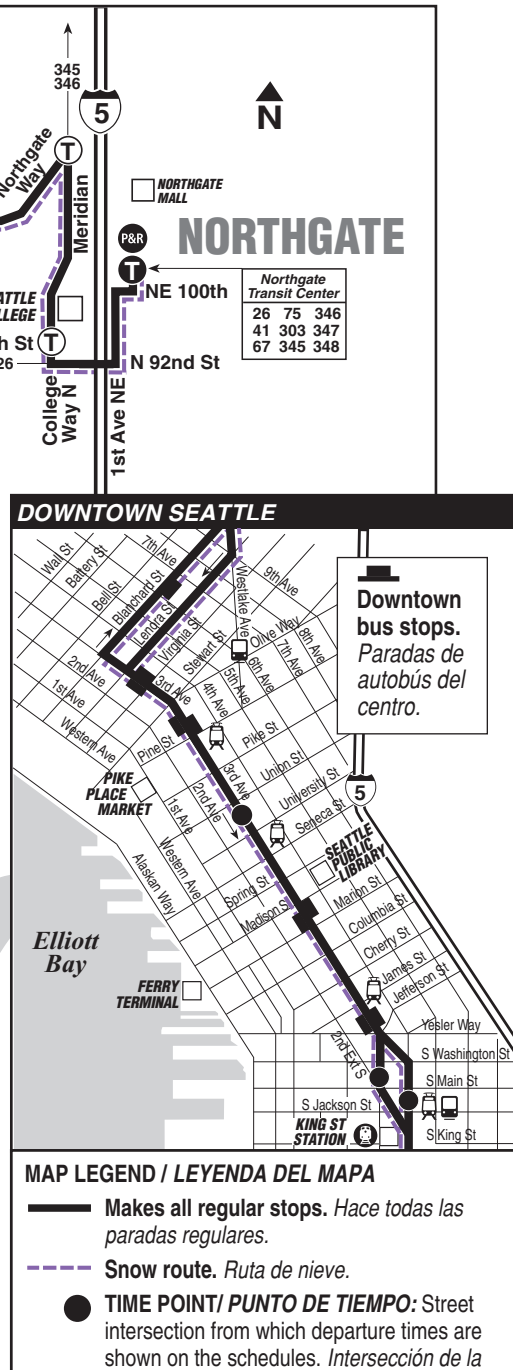 345
346
5
N
Northgate
Way
T
Meridian
NORTHGATE
MALL
P&R
NORTHGATE
T
NE 100th
Northgate
Transit Center
26 75 346
41 303 347
67 345 348
ATTLE
LLEGE
h St T
26
N 92nd St
College
Way N
1st Ave NE
DOWNTOWN SEATTLE
Wall St
Battery St
7th Ave
Bell St
Blanchard St
Lenora St
Virginia St
Stewart St
Westlake Ave
9th Ave
Olive Way
8th Ave
7th Ave
6th Ave
5th Ave
4th Ave
3rd Ave
2nd Ave
1st Ave
Western Ave
Downtown
bus stops.
Paradas de
autobús del
centro.
Pine St
Pike St
PIKE
PLACE
MARKET
Union St
University St
Seneca St
5
3rd Ave
2nd Ave
1st Ave
Western Ave
Alaskan Way
SEATTLE
PUBLIC
LIBRARY
Spring St
Madison St
Marion St
Columbia St
Cherry St
James St
Jefferson St
Elliott
Bay
FERRY
TERMINAL
Yesler Way
2nd Ext S
S Washington St
S Main St
S Jackson St
KING ST
STATION
S King St
MAP LEGEND / LEYENDA DEL MAPA
Makes all regular stops. Hace todas las
paradas regulares.
Snow route. Ruta de nieve.
TIME POINT/ PUNTO DE TIEMPO: Street
intersection from which departure times are
shown on the schedules. Intersección de la